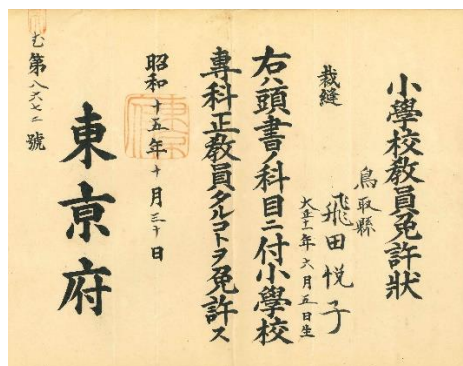 小學校教員免許狀
鳥取縣
飛田悦子
大正十一年六月五日生
裁縫
右ハ頭書ノ科目ニ付小學校
專科正教員タルコトヲ免許ス
昭和十五年十月三十日
東京府
む第八六七二號